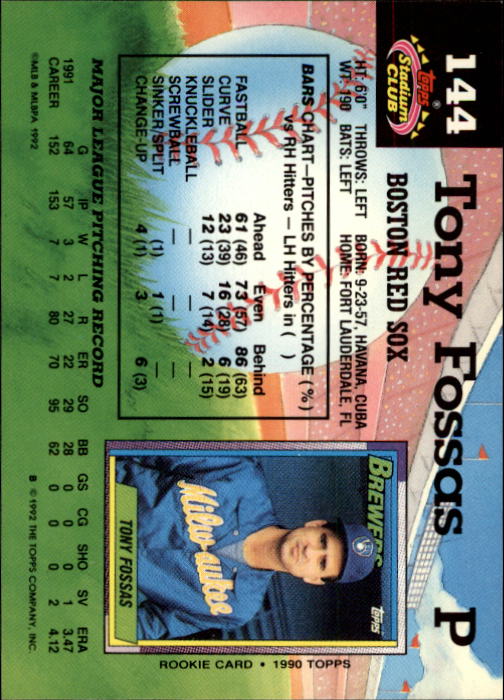 144 Tony Fossas P
TOPPS® Stadium CLUB
BOSTON RED SOX
HT: 6'0" THROWS: LEFT BORN: 9-23-57, HAVANA, CUBA
WT: 190 BATS: LEFT HOME: FORT LAUDERDALE, FL
BARS CHART—PITCHES BY PERCENTAGE (%)
vs RH Hitters — LH Hitters in ( )
Ahead Even Behind
FASTBALL 61 (46) 73 (57) 86 (63)
CURVE 23 (39) 16 (28) 6 (19)
SLIDER 12 (13) 7 (14) 2 (15)
KNUCKLEBALL — — —
SCREWBALL — — —
SINKER/SPLIT (1) 1 (1) —
CHANGE-UP 4 (1) 3 6 (3)
BREWERS
TOPPS
Milwaukee
TONY FOSSAS
ROOKIE CARD • 1990 TOPPS
MAJOR LEAGUE PITCHING RECORD
G IP W L R ER SO BB GS CG SHO SV ERA
1991 64 57 3 2 27 22 29 28 0 0 0 1 3.47
CAREER 152 153 7 7 80 70 95 62 0 0 0 2 4.12
©MLB & MLBPA 1992 B © 1992 THE TOPPS COMPANY, INC.